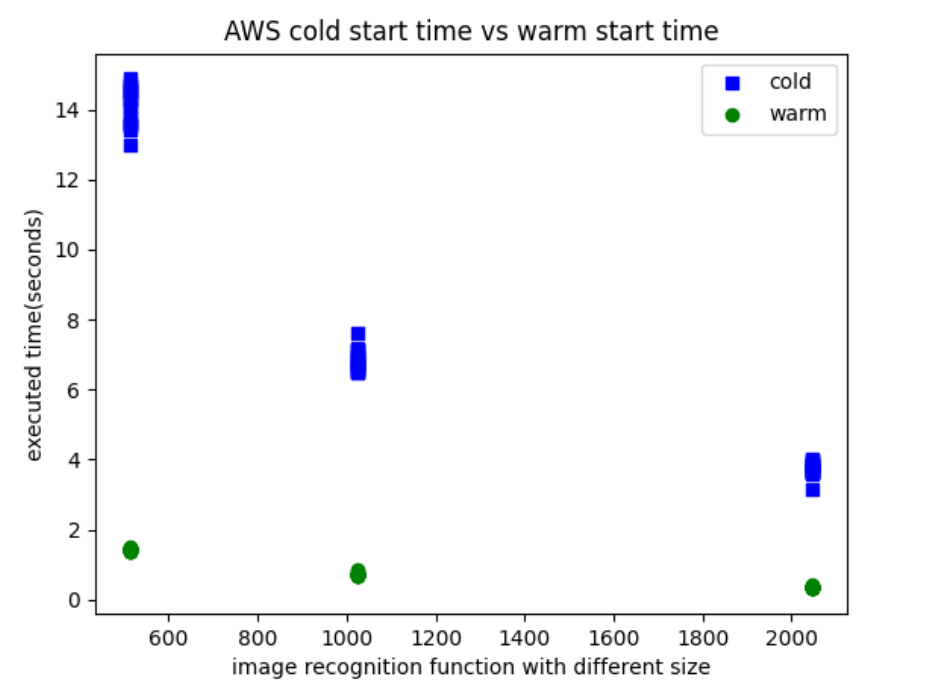 AWS cold start time vs warm start time
cold
warm
14
12
10
8
6
4
2
0
executed time(seconds)
600 800 1000 1200 1400 1600 1800 2000
image recognition function with different size